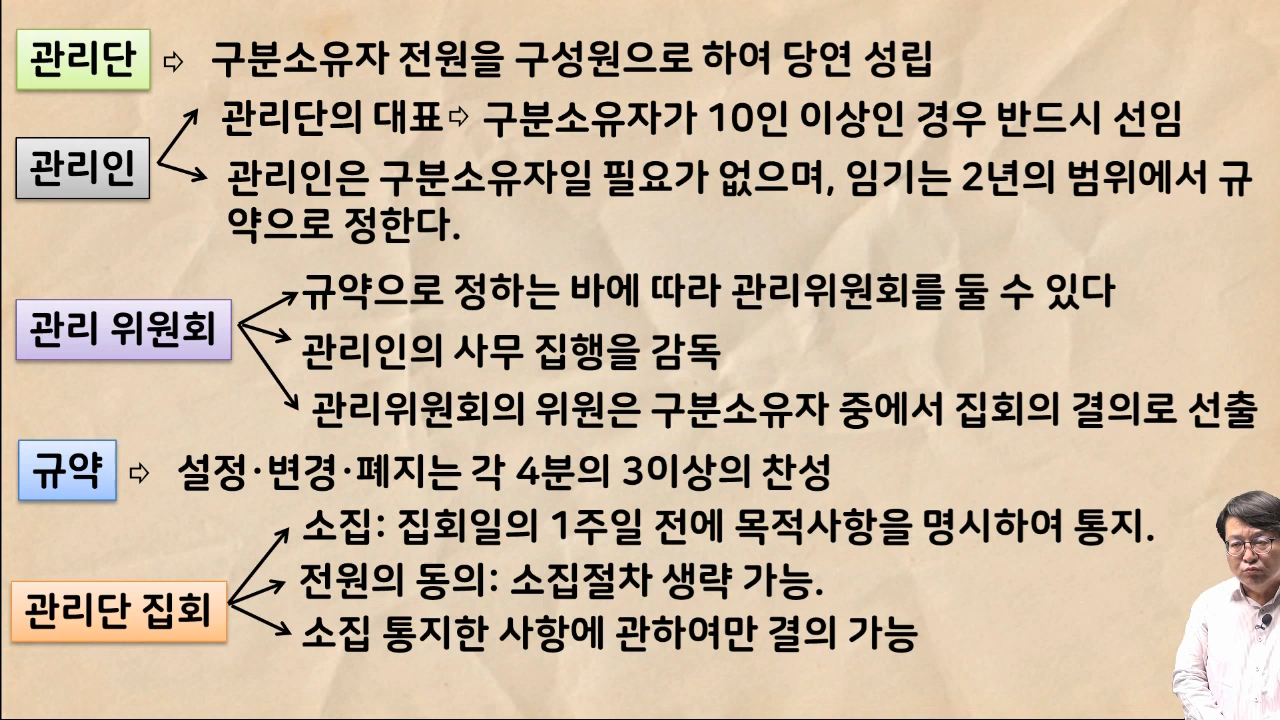 관리단 ⇨ 구분소유자 전원을 구성원으로 하여 당연 성립
관리단의 대표⇨ 구분소유자가 10인 이상인 경우 반드시 선임
관리인
관리인은 구분소유자일 필요가 없으며, 임기는 2년의 범위에서 규
약으로 정한다.
규약으로 정하는 바에 따라 관리위원회를 둘 수 있다
관리 위원회
관리인의 사무 집행을 감독
관리위원회의 위원은 구분소유자 중에서 집회의 결의로 선출
규약 ⇨ 설정·변경·폐지는 각 4분의 3이상의 찬성
소집: 집회일의 1주일 전에 목적사항을 명시하여 통지.
전원의 동의: 소집절차 생략 가능.
관리단 집회
소집 통지한 사항에 관하여만 결의 가능